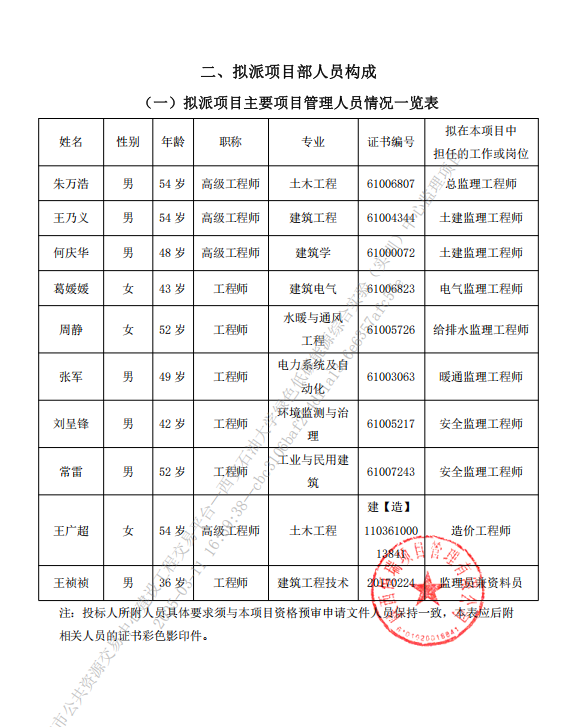 二、拟派项目部人员构成
（一）拟派项目主要项目管理人员情况一览表
姓名 性别 年龄 职称 专业 证书编号 拟在本项目中
担任的工作或岗位
朱万浩 男 54 岁 高级工程师 土木工程 61006807 总监理工程师
王乃义 男 54 岁 高级工程师 建筑工程 61004344 土建监理工程师
何庆华 男 48 岁 高级工程师 建筑学 61000072 土建监理工程师
葛媛媛 女 43 岁 工程师 建筑电气 61006823 电气监理工程师
周静 女 52 岁 工程师 水暖与通风
工程 61005726 给排水监理工程师
张军 男 49 岁 工程师 电力系统及自
动化 61003063 暖通监理工程师
刘呈锋 男 42 岁 工程师 环境监测与治
理 61005217 安全监理工程师
常雷 男 52 岁 工程师 工业与民用建
筑 61007243 安全监理工程师
王广超 女 54 岁 高级工程师 土木工程 建【造】
110361000
13841 造价工程师
王祯祯 男 36 岁 工程师 建筑工程技术 20170224 监理员兼资料员
注：投标人所附人员具体要求须与本项目资格预审申请文件人员保持一致，本表应后附
相关人员的证书彩色影印件。